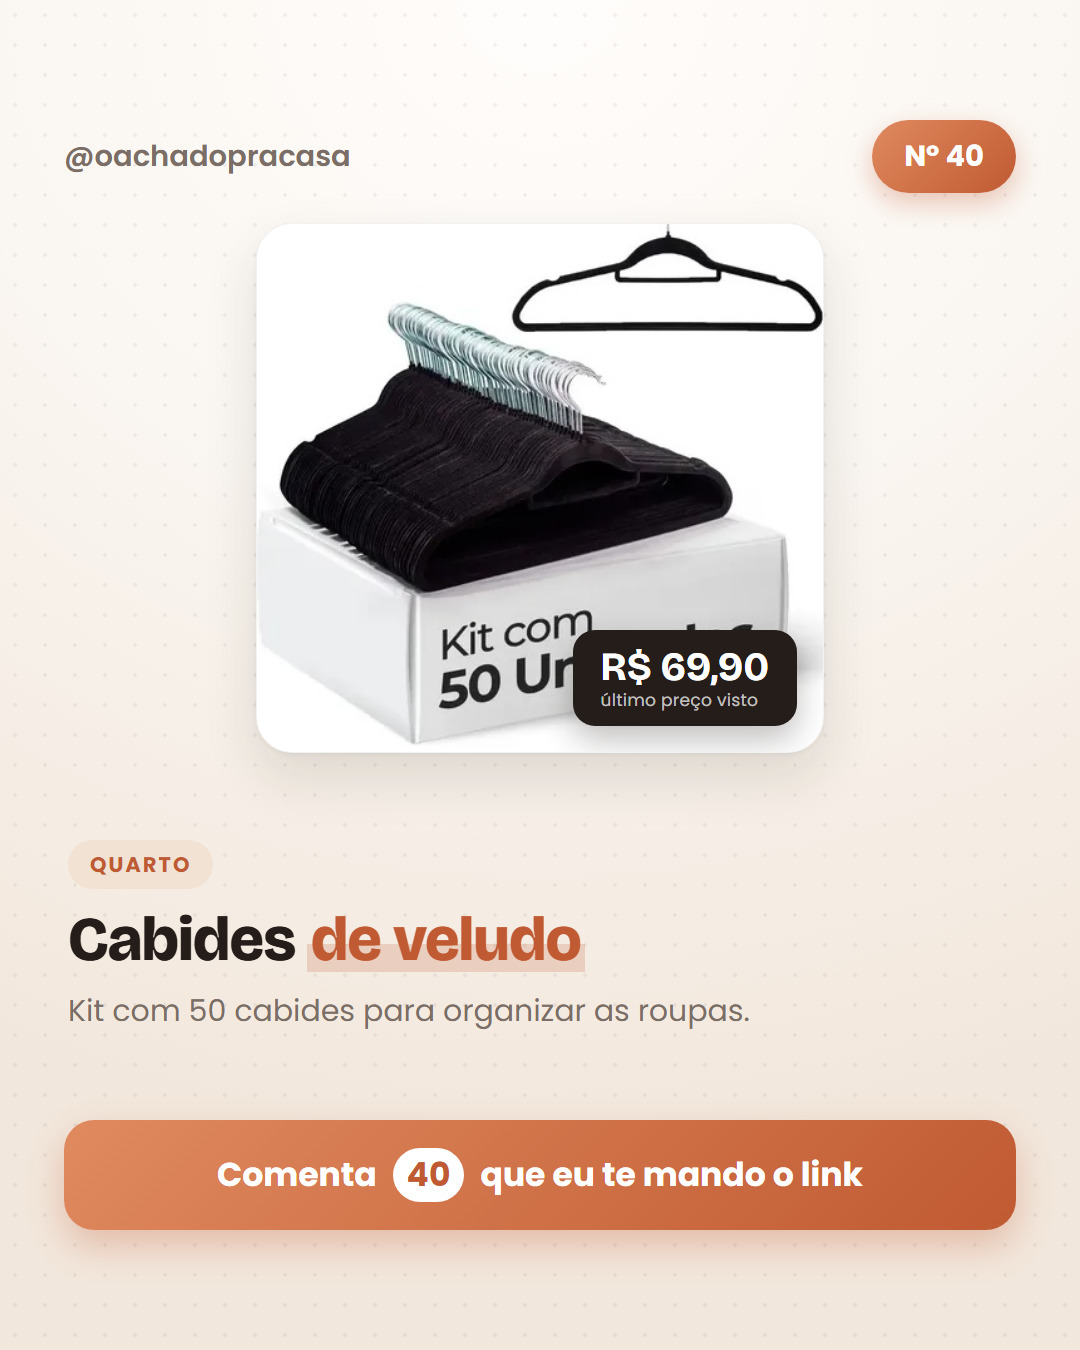 @oachadopracasa
Nº 40
Kit com
50
R$ 69,90
último preço visto
QUARTO
Cabides de veludo
Kit com 50 cabides para organizar as roupas.
Comenta 40 que eu te mando o link